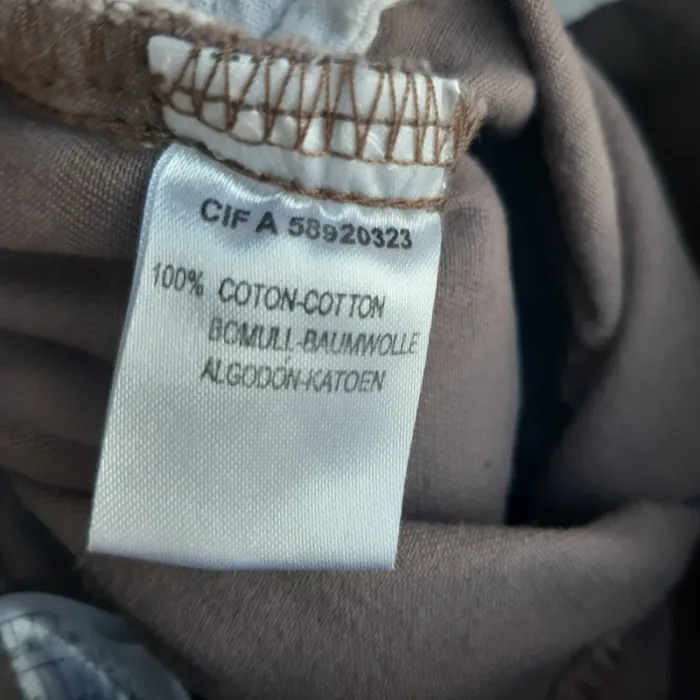 CIF A 58920323
100% COTON-COTTON
BOMULL-BAUMWOLLE
ALGODÓN-KATOEN